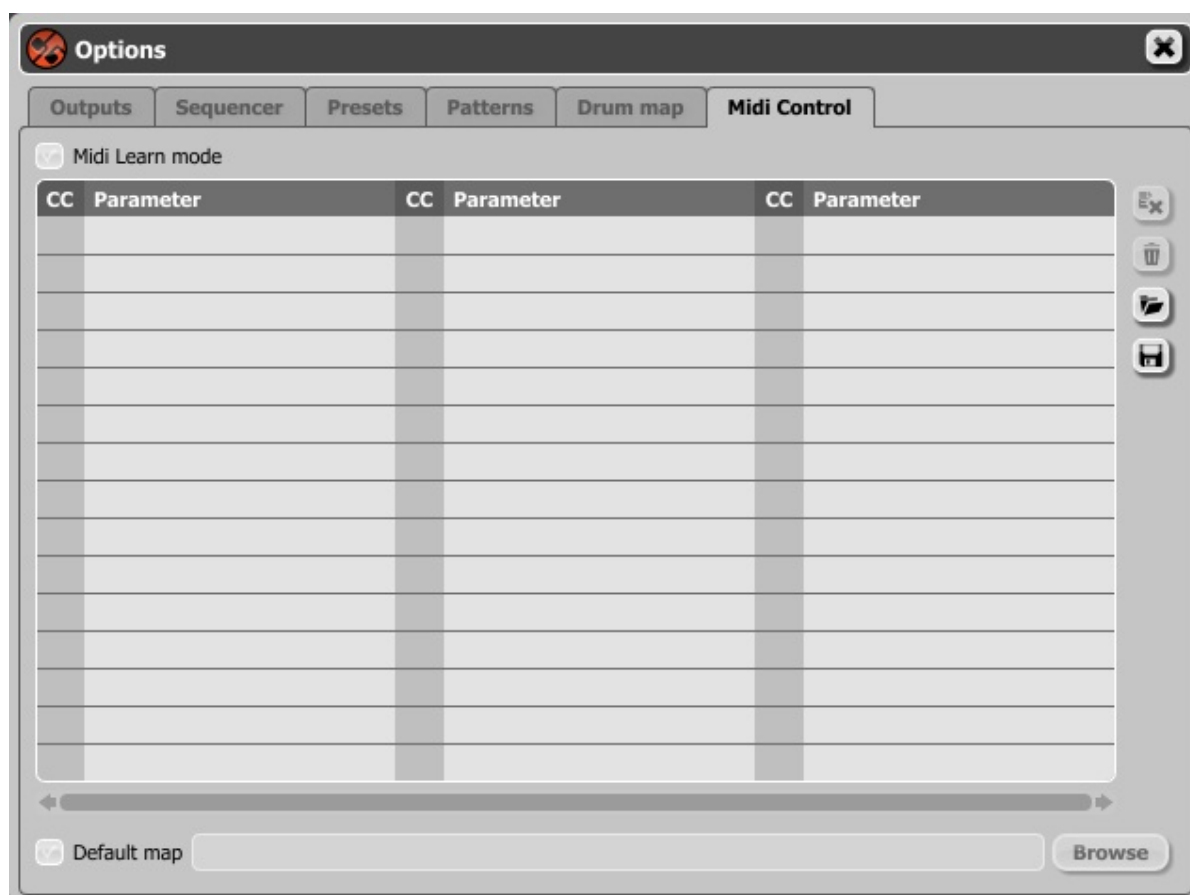 Options
Outputs Sequencer Presets Patterns Drum map Midi Control
Midi Learn mode
CC Parameter CC Parameter CC Parameter
Default map Browse